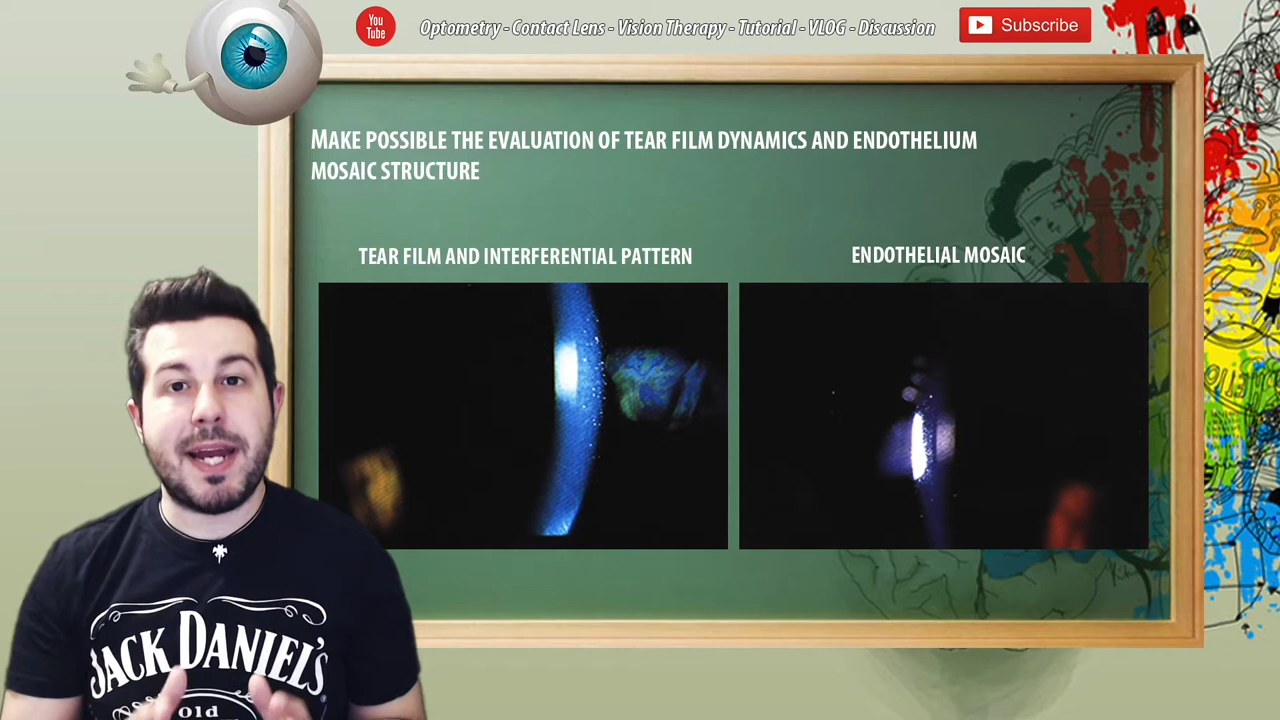 You
Tube
Optometry - Contact Lens - Vision Therapy - Tutorial - VLOG - Discussion
Subscribe
MAKE POSSIBLE THE EVALUATION OF TEAR FILM DYNAMICS AND ENDOTHELIUM
MOSAIC STRUCTURE
TEAR FILM AND INTERFERENTIAL PATTERN
ENDOTHELIAL MOSAIC
JACK DANIEL'S
Old